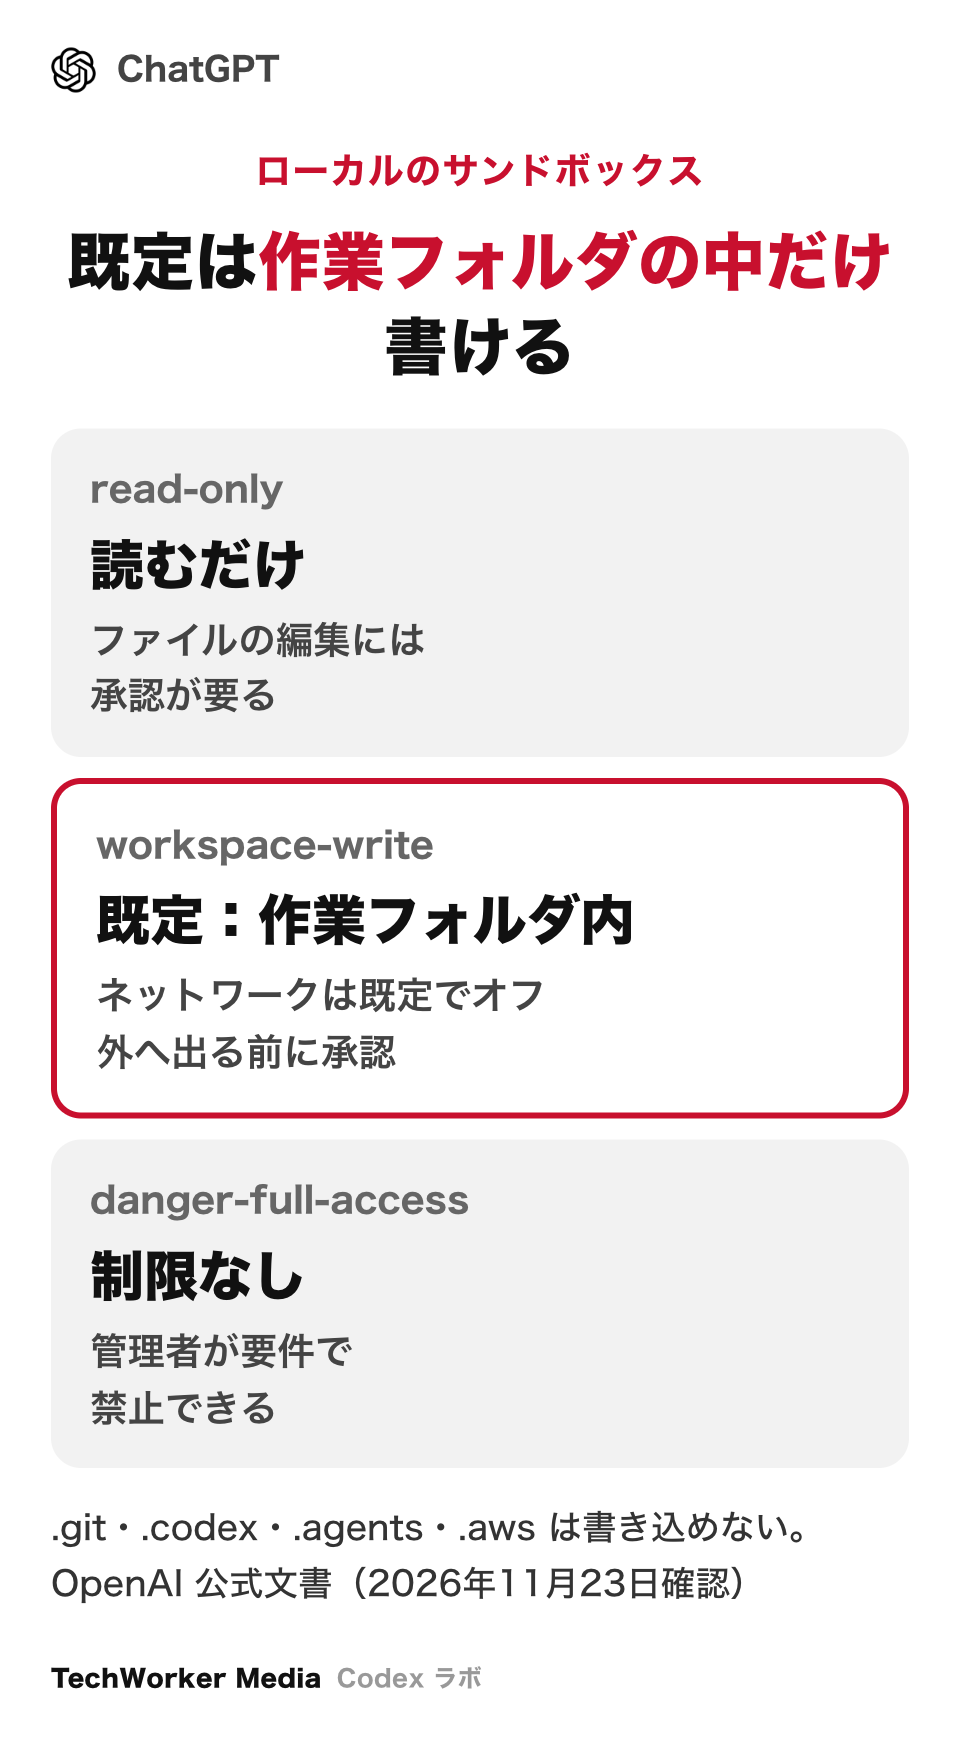 ChatGPT
ローカルのサンドボックス
既定は作業フォルダの中だけ
書ける
read-only
読むだけ
ファイルの編集には
承認が要る
workspace-write
既定：作業フォルダ内
ネットワークは既定でオフ
外へ出る前に承認
danger-full-access
制限なし
管理者が要件で
禁止できる
.git・.codex・.agents・.aws は書き込めない。
OpenAI 公式文書（2026年11月23日確認）
TechWorker Media Codex ラボ